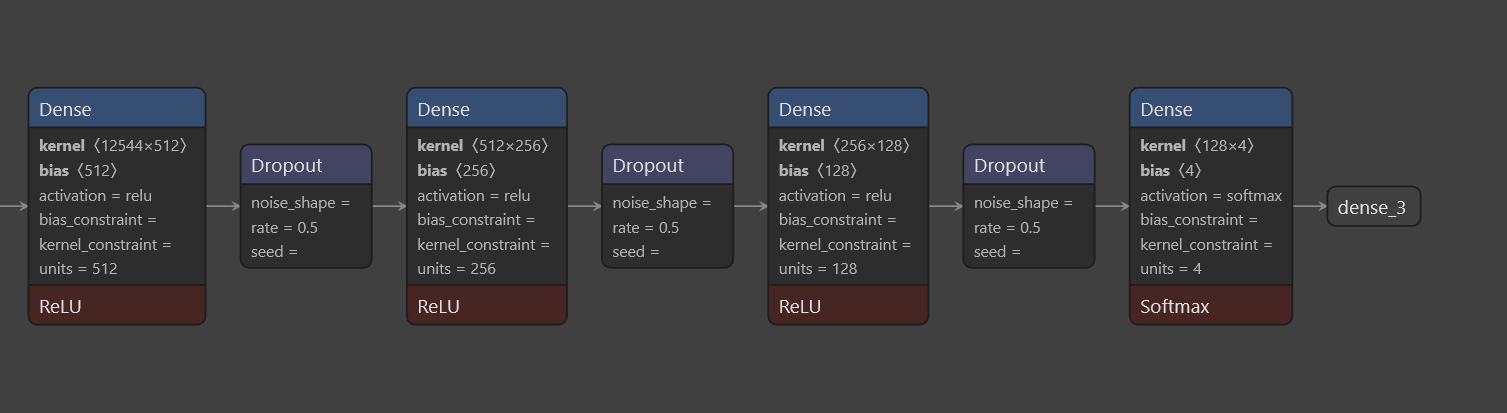 Dense
kernel〈12544×512〉
bias〈512〉
activation = relu
bias_constraint =
kernel_constraint =
units = 512
ReLU
Dropout
noise_shape =
rate = 0.5
seed =
Dense
kernel〈512×256〉
bias〈256〉
activation = relu
bias_constraint =
kernel_constraint =
units = 256
ReLU
Dropout
noise_shape =
rate = 0.5
seed =
Dense
kernel〈256×128〉
bias〈128〉
activation = relu
bias_constraint =
kernel_constraint =
units = 128
ReLU
Dropout
noise_shape =
rate = 0.5
seed =
Dense
kernel〈128×4〉
bias〈4〉
activation = softmax
bias_constraint =
kernel_constraint =
units = 4
Softmax
dense_3